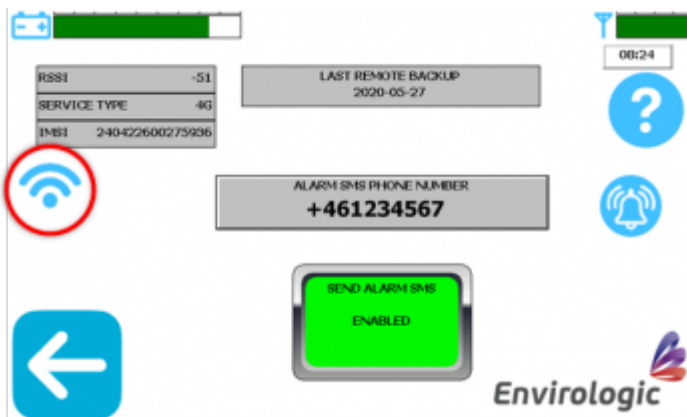 08:24
RSSI -51
SERVICE TYPE 4G
IMSI 240422600275936
LAST REMOTE BACKUP
2020-05-27
?
ALARM SMS PHONE NUMBER
+461234567
SEND ALARM SMS
ENABLED
Envirologic